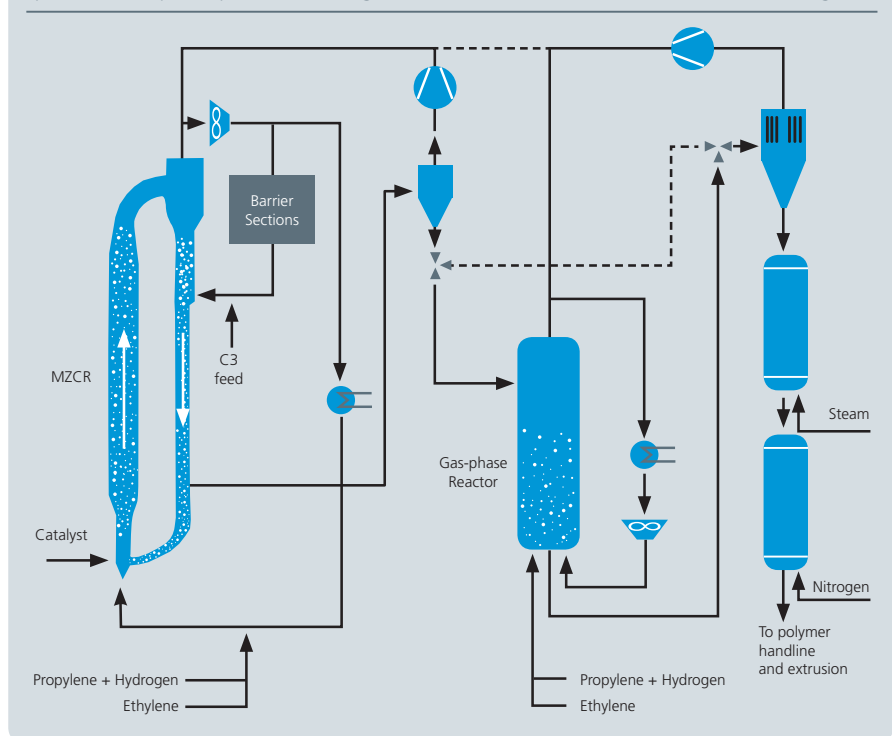 Barrier
Sections
C3
feed
MZCR
Steam
Gas-phase
Reactor
Catalyst
Nitrogen
To polymer
handline
and extrusion
Propylene + Hydrogen
Ethylene
Propylene + Hydrogen
Ethylene